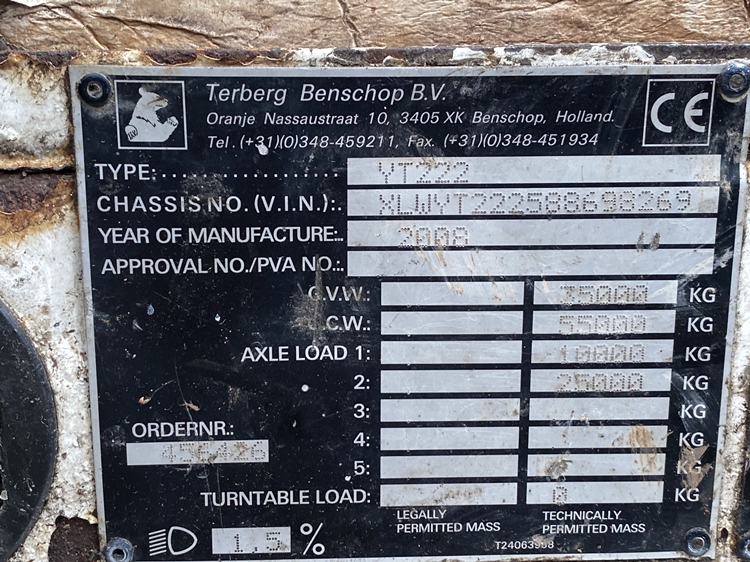 Terberg Benschop B.V.
Oranje Nassaustraat 10, 3405 XK Benschop, Holland.
Tel. (+31)(0)348-459211, Fax. (+31)(0)348-451934
CE
TYPE:.................. YT222
CHASSIS NO. (V.I.N.):. XLWYT222588698269
YEAR OF MANUFACTURE:.. 2008
APPROVAL NO./PVA NO.:..
G.V.W.: 35000 KG
C.W.: 55000 KG
AXLE LOAD 1: 10000 KG
2: 25000 KG
3: KG
ORDERNR.: 4: KG
456426 5: KG
TURNTABLE LOAD: 0 KG
LEGALLY PERMITTED MASS TECHNICALLY PERMITTED MASS
1,5 %